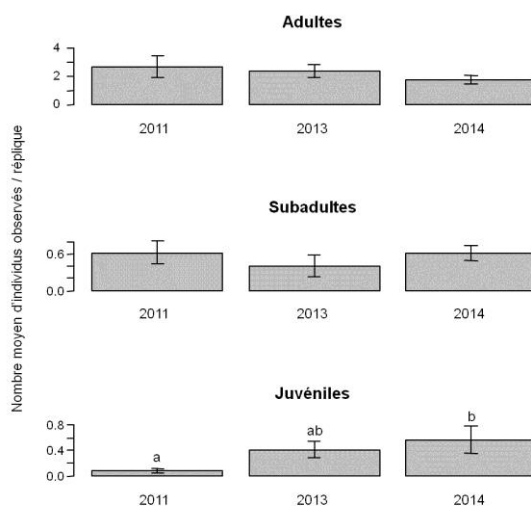 Nombre moyen d'individus observés / réplique
Adultes
4
2
0
2011 2013 2014
Subadultes
0.6
0.0
2011 2013 2014
Juvéniles
0.8
0.4
0.0
a ab b
2011 2013 2014